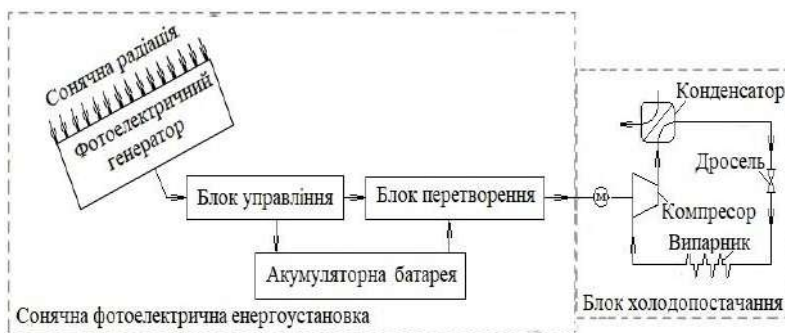 Сонячна радіація
Фотоелектричний
генератор
Блок управління
Блок перетворення
Акумуляторна батарея
Сонячна фотоелектрична енергоустановка
М
Конденсатор
Дросель
Компресор
Випарник
Блок холодопостачання